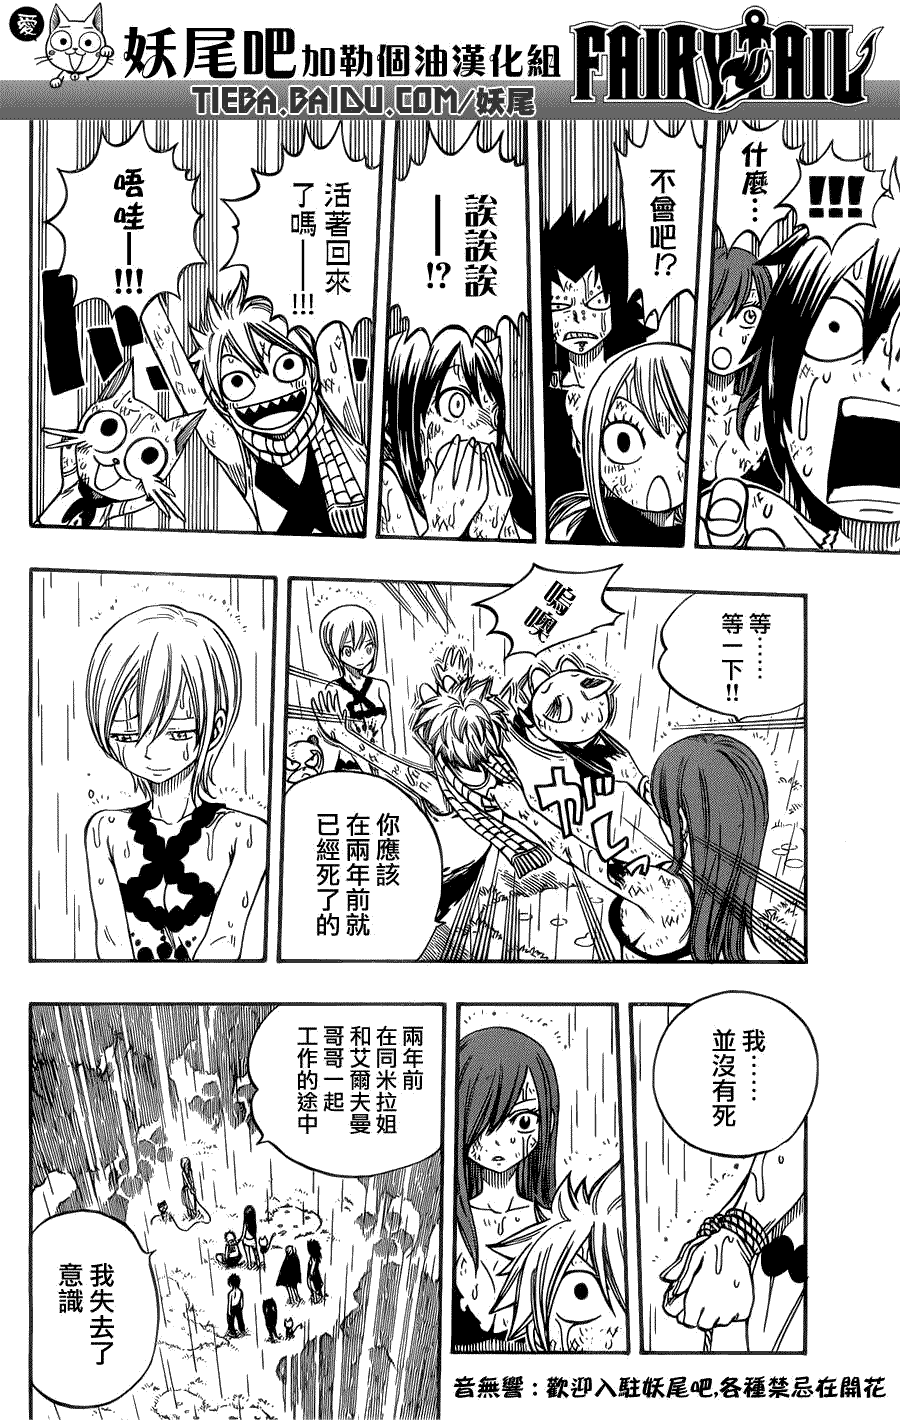 愛
妖尾吧 加勒個油漢化組
FAIRY TAIL
TIEBA.BAIDU.COM/妖尾
!!!
什麼…
不會吧!?
誒誒誒
——!?
活著回來
了嗎——!!!
唔哇—
!!!
等……
等一下!!
嗚噢
ガシッ
你應該
在兩年前就
已經死了的
我……
並沒有死
兩年前
在同米拉姐
和艾爾夫曼
哥哥一起
工作的途中
我失去了
意識
音無響：歡迎入駐妖尾吧,各種禁忌在開花